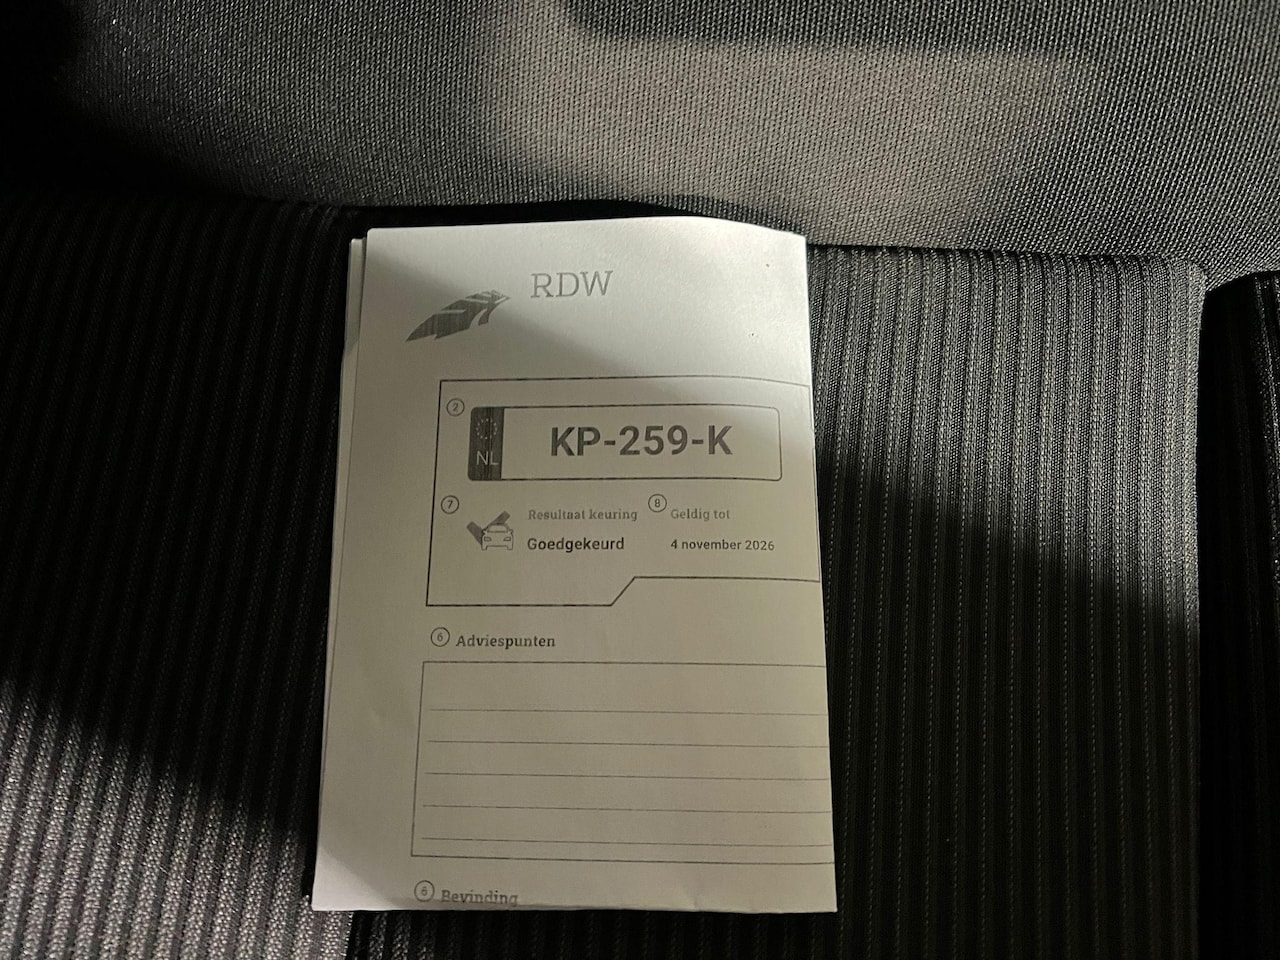 RDW
2
NL KP-259-K
7 Resultaat keuring 8 Geldig tot
Goedgekeurd 4 november 2026
6 Adviespunten
6 Bevinding